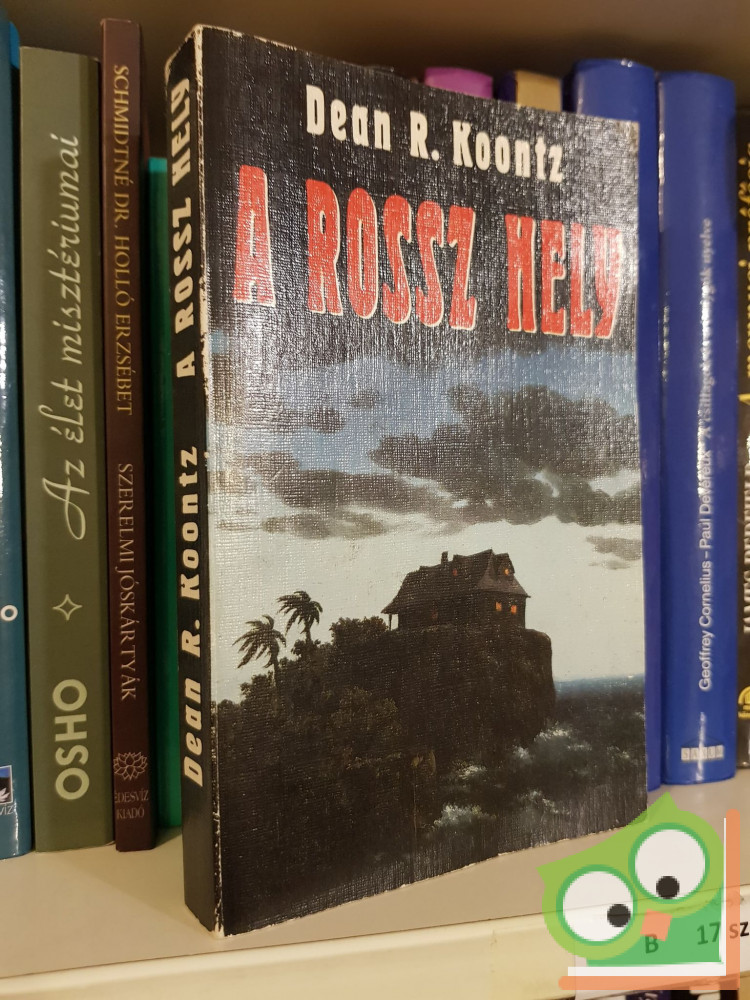 Dean R. Koontz
A ROSSZ HELY
Dean R. Koontz A ROSSZ HELY
OSHO Az élet misztériumai
SCHMIDTNÉ DR. HOLLÓ ERZSÉBET SZERELMI JÓSKÁRTYÁK
ÉDESVÍZ
KIADÓ
Geoffrey Cornelius - Paul Devereux
B 17 sz